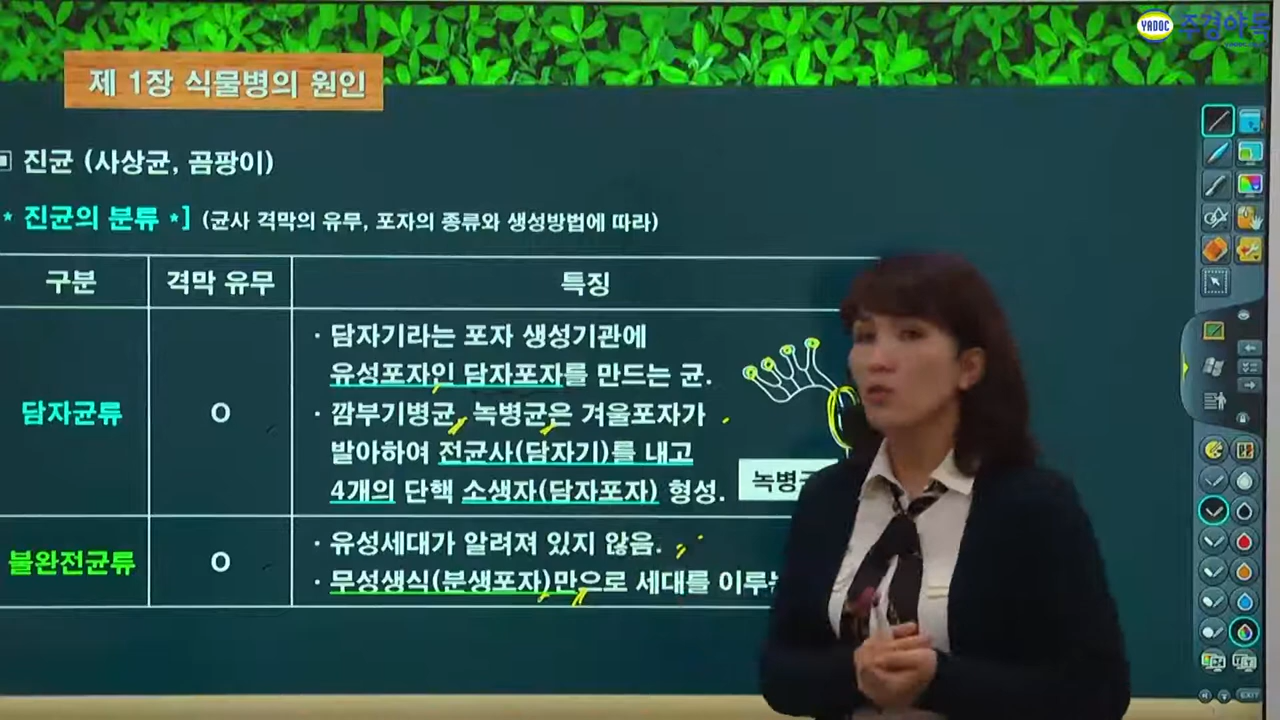 YADOC 주경야독
제 1장 식물병의 원인
진균 (사상균, 곰팡이)
* 진균의 분류 *] (균사 격막의 유무, 포자의 종류와 생성방법에 따라)
구분 격막 유무 특징
담자균류 O
· 담자기라는 포자 생성기관에
유성포자인 담자포자를 만드는 균.
· 깜부기병균, 녹병균은 겨울포자가
발아하여 전균사(담자기)를 내고
4개의 단핵 소생자(담자포자) 형성.
불완전균류 O
· 유성세대가 알려져 있지 않음.
· 무성생식(분생포자)만으로 세대를
EXIT